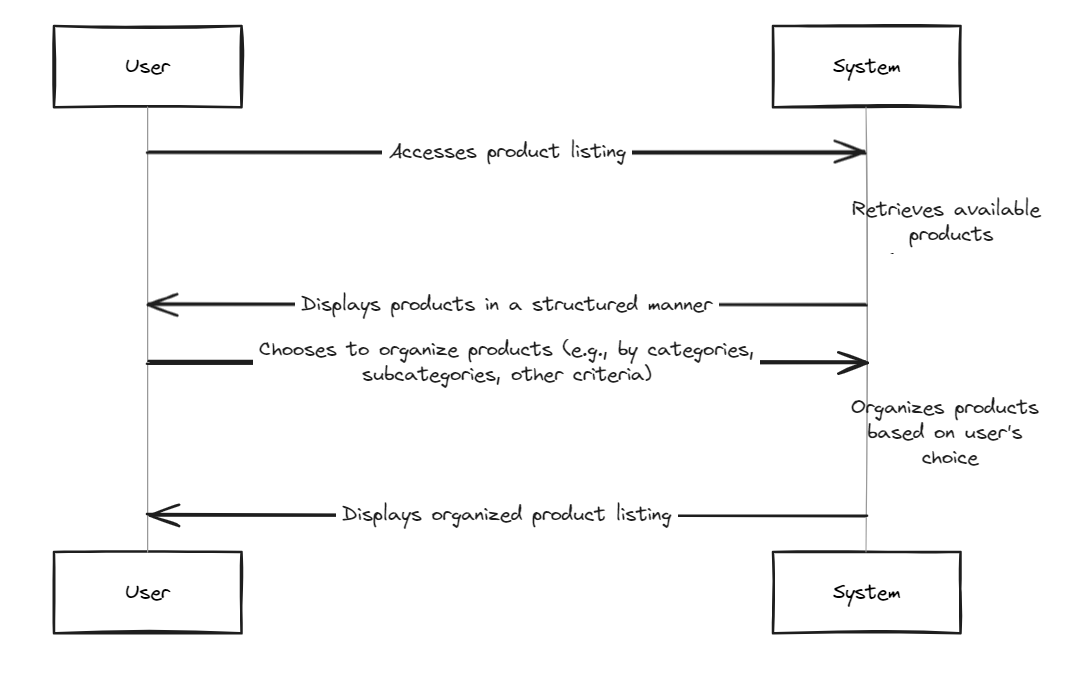 User
System
Accesses product listing
Retrieves available
products
Displays products in a structured manner
Chooses to organize products (e.g., by categories,
subcategories, other criteria)
Organizes products
based on user's
choice
Displays organized product listing
User
System